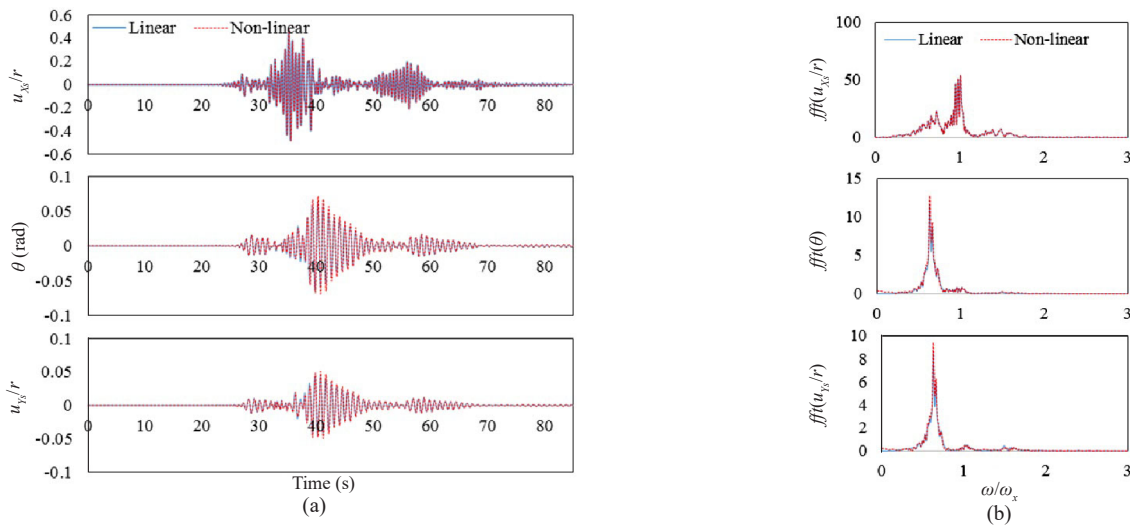 Linear Non-linear
u_Xs/r
0.6
0.4
0.2
0
-0.2
-0.4
-0.6
0 10 20 30 40 50 60 70 80
θ (rad)
0.1
0.05
0
-0.05
-0.1
0 10 20 30 40 50 60 70 80
u_Ys/r
0.1
0.05
0
-0.05
-0.1
0 10 20 30 40 50 60 70 80
Time (s)
(a)
Linear Non-linear
fft(u_Xs/r)
100
50
0
0 1 2 3
fft(θ)
15
10
5
0
0 1 2 3
fft(u_Ys/r)
10
8
6
4
2
0
0 1 2 3
ω/ω_x
(b)